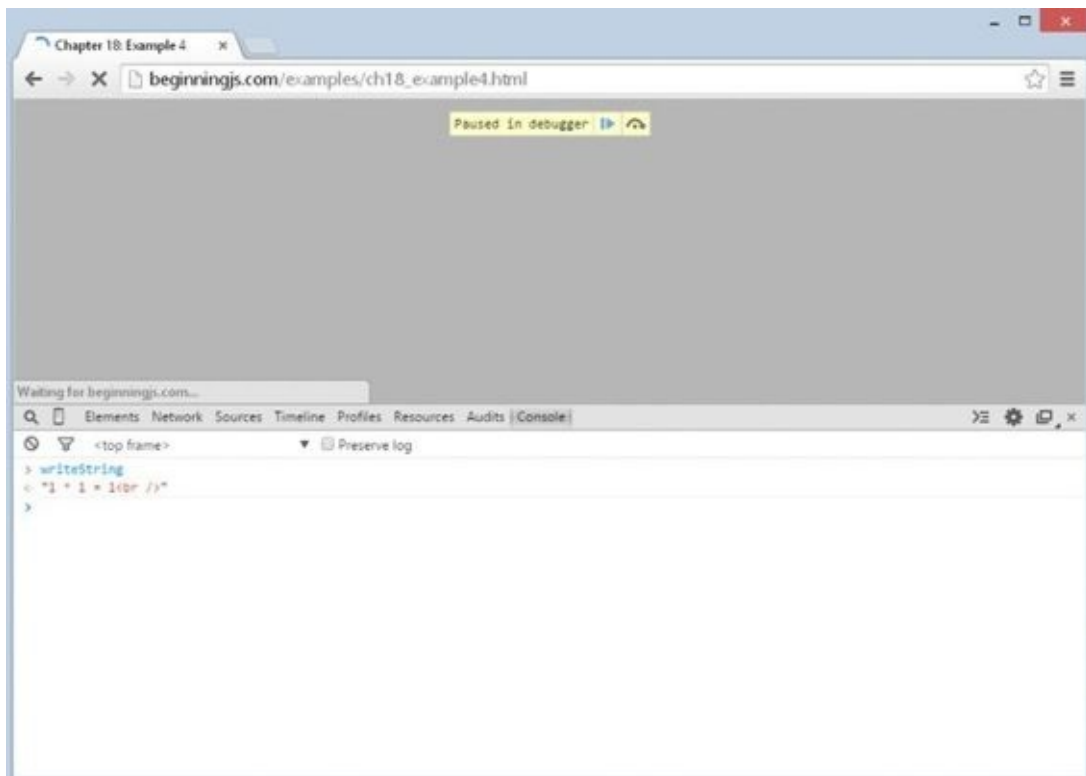 Chapter 18: Example 4
beginningjs.com/examples/ch18_example4.html
Paused in debugger
Waiting for beginningjs.com...
Elements Network Sources Timeline Profiles Resources Audits Console
<top frame> ▼ Preserve log
> writeString
< "1 * 1 = 1<br />"
>